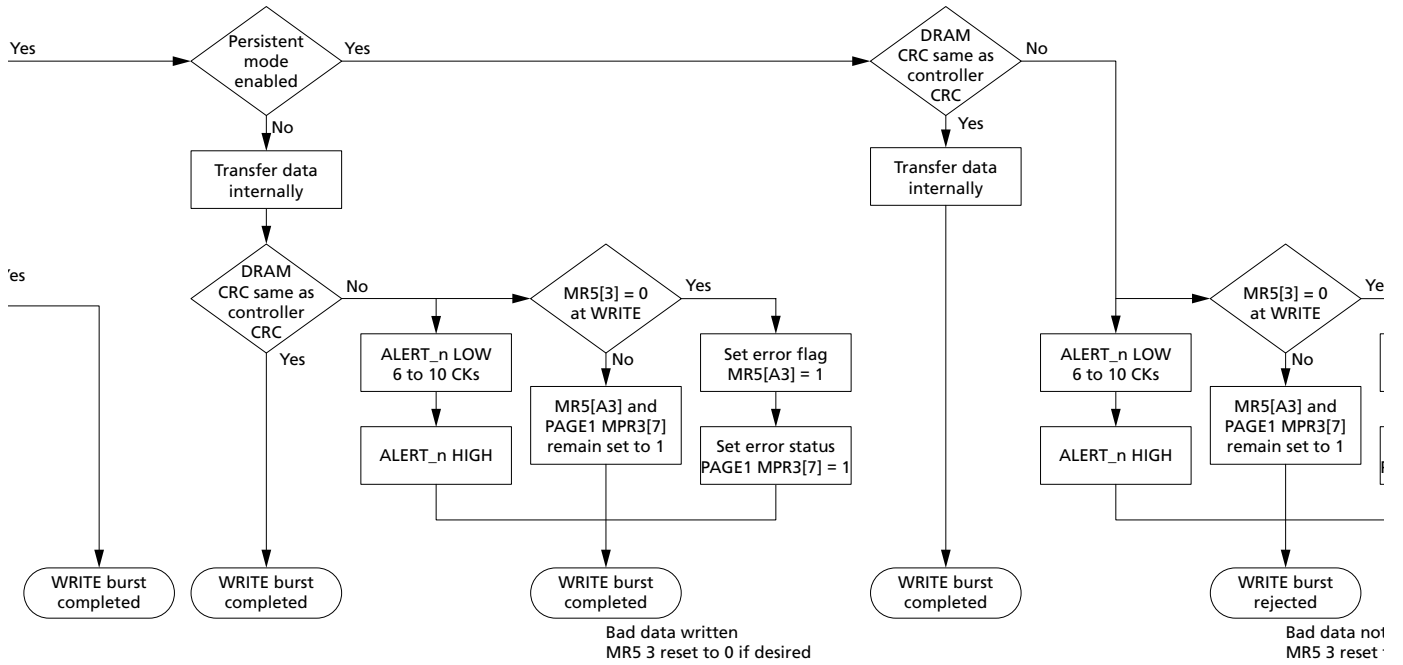 Yes
Persistent
mode
enabled
Yes
No
Transfer data
internally
DRAM
CRC same as
controller
CRC
No
Yes
Transfer data
internally
DRAM
CRC same as
controller
CRC
No
Yes
ALERT_n LOW
6 to 10 CKs
ALERT_n HIGH
MR5[3] = 0
at WRITE
Yes
No
MR5[A3] and
PAGE1 MPR3[7]
remain set to 1
Set error flag
MR5[A3] = 1
Set error status
PAGE1 MPR3[7] = 1
ALERT_n LOW
6 to 10 CKs
ALERT_n HIGH
MR5[3] = 0
at WRITE
No
MR5[A3] and
PAGE1 MPR3[7]
remain set to 1
WRITE burst
completed
WRITE burst
completed
WRITE burst
completed
Bad data written
MR5 3 reset to 0 if desired
WRITE burst
completed
WRITE burst
rejected
Bad data not
MR5 3 reset